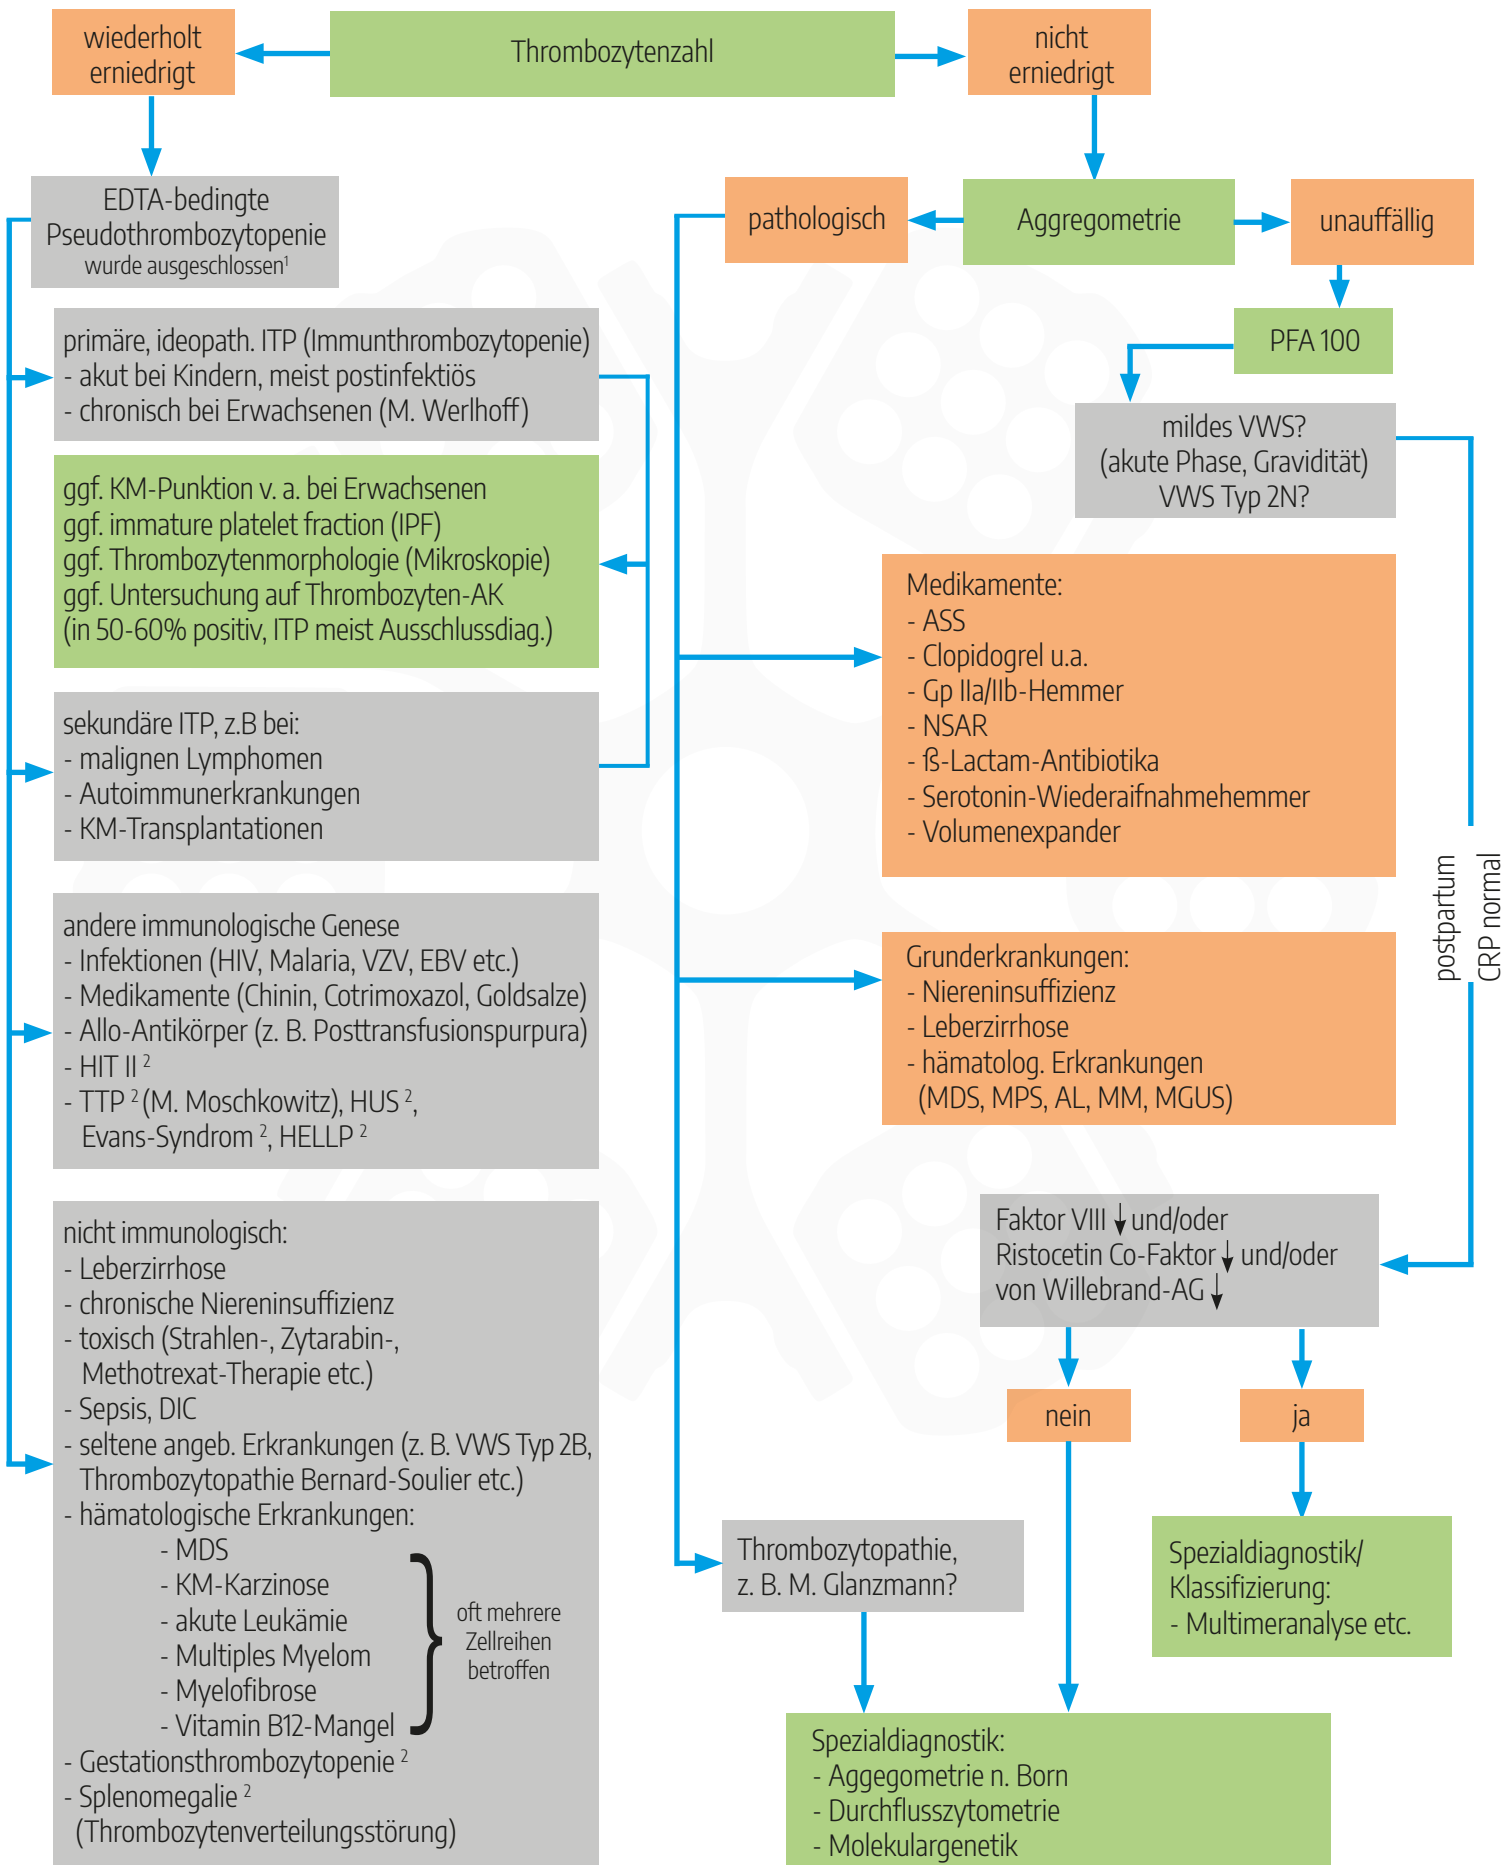 wiederholt
erniedrigt
Thrombozytenzahl
nicht
erniedrigt
EDTA-bedingte
Pseudothrombozytopenie
wurde ausgeschlossen¹
pathologisch
Aggregometrie
unauffällig
PFA 100
mildes VWS?
(akute Phase, Gravidität)
VWS Typ 2N?
primäre, ideopath. ITP (Immunthrombozytopenie)
- akut bei Kindern, meist postinfektiös
- chronisch bei Erwachsenen (M. Werlhoff)
ggf. KM-Punktion v. a. bei Erwachsenen
ggf. immature platelet fraction (IPF)
ggf. Thrombozytenmorphologie (Mikroskopie)
ggf. Untersuchung auf Thrombozyten-AK
(in 50-60% positiv, ITP meist Ausschlussdiag.)
sekundäre ITP, z.B bei:
- malignen Lymphomen
- Autoimmunerkrankungen
- KM-Transplantationen
andere immunologische Genese
- Infektionen (HIV, Malaria, VZV, EBV etc.)
- Medikamente (Chinin, Cotrimoxazol, Goldsalze)
- Allo-Antikörper (z. B. Posttransfusionspurpura)
- HIT II ²
- TTP ² (M. Moschkowitz), HUS ²,
Evans-Syndrom ², HELLP ²
nicht immunologisch:
- Leberzirrhose
- chronische Niereninsuffizienz
- toxisch (Strahlen-, Zytarabin-,
Methotrexat-Therapie etc.)
- Sepsis, DIC
- seltene angeb. Erkrankungen (z. B. VWS Typ 2B,
Thrombozytopathie Bernard-Soulier etc.)
- hämatologische Erkrankungen:
- MDS
- KM-Karzinose
- akute Leukämie
- Multiples Myelom
- Myelofibrose
- Vitamin B12-Mangel
oft mehrere
Zellreihen
betroffen
- Gestationsthrombozytopenie ²
- Splenomegalie ²
(Thrombozytenverteilungsstörung)
Medikamente:
- ASS
- Clopidogrel u.a.
- Gp IIa/IIb-Hemmer
- NSAR
- ß-Lactam-Antibiotika
- Serotonin-Wiederaifnahmehemmer
- Volumenexpander
postpartum
CRP normal
Grunderkrankungen:
- Niereninsuffizienz
- Leberzirrhose
- hämatolog. Erkrankungen
(MDS, MPS, AL, MM, MGUS)
Faktor VIII ↓ und/oder
Ristocetin Co-Faktor ↓ und/oder
von Willebrand-AG ↓
nein
ja
Thrombozytopathie,
z. B. M. Glanzmann?
Spezialdiagnostik/
Klassifizierung:
- Multimeranalyse etc.
Spezialdiagnostik:
- Aggegometrie n. Born
- Durchflusszytometrie
- Molekulargenetik